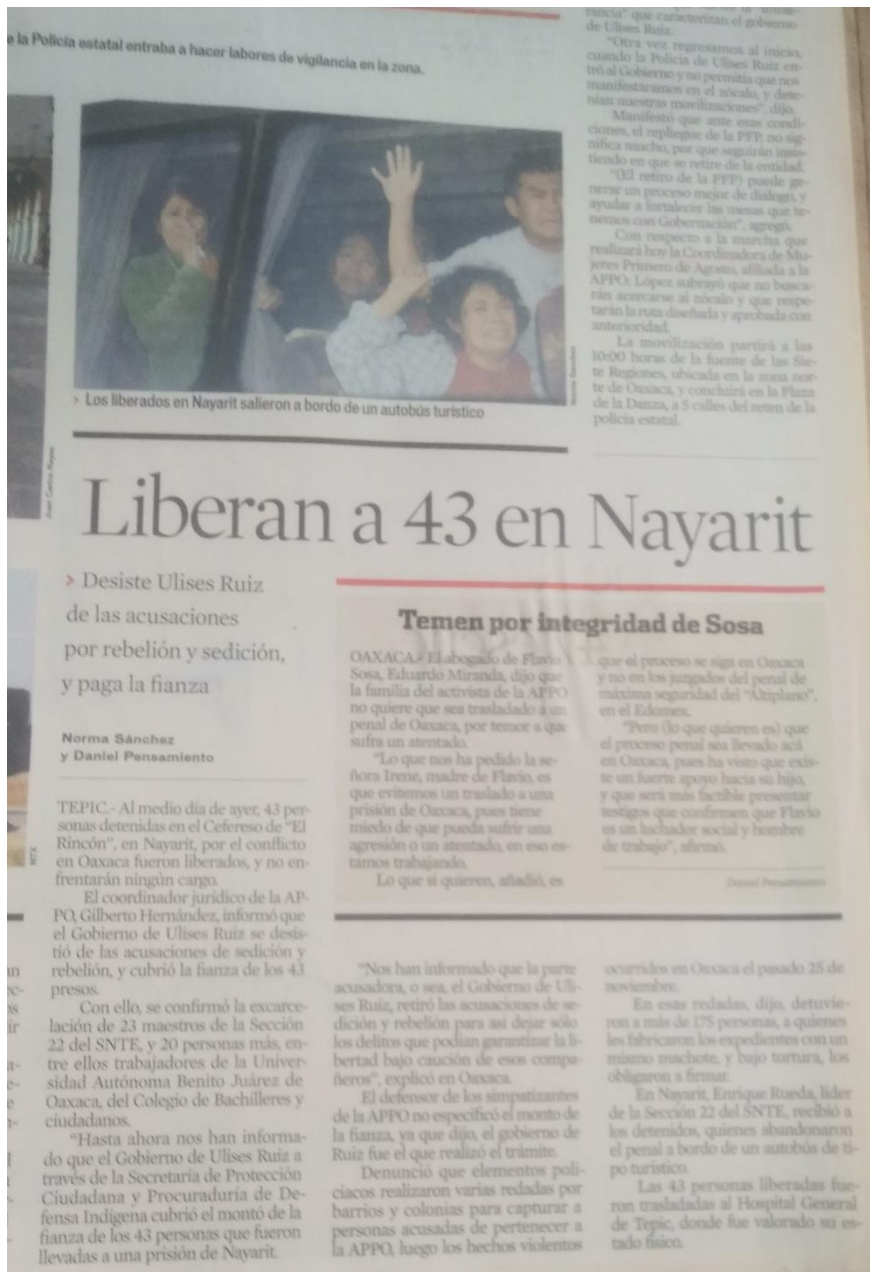 e la Policía estatal entraba a hacer labores de vigilancia en la zona.
rancia" que caracterizan el gobierno
de Ulises Ruiz.
"Otra vez regresamos al inicio,
cuando la Policía de Ulises Ruiz en-
tró al Gobierno y no permitía que nos
manifestáramos en el zócalo, y dete-
nían nuestras movilizaciones", dijo.
Manifestó que ante esas condi-
ciones, el repliegue de la PFP, no sig-
nifica mucho, por que seguirán insis-
tiendo en que se retire de la entidad.
"(El retiro de la PFP) puede ge-
nerar un proceso mejor de diálogo, y
ayudar a fortalecer las mesas que te-
nemos con Gobernación", agregó.
Con respecto a la marcha que
realizará hoy la Coordinadora de Mu-
jeres Primero de Agosto, afiliada a la
APPO, López subrayó que no busca-
rán acercarse al zócalo y que respe-
tarán la ruta diseñada y aprobada con
anterioridad.
La movilización partirá a las
10:00 horas de la fuente de las Sie-
te Regiones, ubicada en la zona nor-
te de Oaxaca, y concluirá en la Plaza
de la Danza, a 5 calles del reten de la
policía estatal.
Norma Sánchez
> Los liberados en Nayarit salieron a bordo de un autobús turístico
Juan Carlos Reyes
Liberan a 43 en Nayarit
> Desiste Ulises Ruiz
de las acusaciones
por rebelión y sedición,
y paga la fianza
Norma Sánchez
y Daniel Pensamiento
NTX
TEPIC.- Al medio día de ayer, 43 per-
sonas detenidas en el Cefereso de "El
Rincón", en Nayarit, por el conflicto
en Oaxaca fueron liberados, y no en-
frentarán ningún cargo.
El coordinador jurídico de la AP-
PO, Gilberto Hernández, informó que
el Gobierno de Ulises Ruiz se desis-
tió de las acusaciones de sedición y
rebelión, y cubrió la fianza de los 43
presos.
Con ello, se confirmó la excarce-
lación de 23 maestros de la Sección
22 del SNTE, y 20 personas más, en-
tre ellos trabajadores de la Univer-
sidad Autónoma Benito Juárez de
Oaxaca, del Colegio de Bachilleres y
ciudadanos.
"Hasta ahora nos han informa-
do que el Gobierno de Ulises Ruiz a
través de la Secretaría de Protección
Ciudadana y Procuraduría de De-
fensa Indígena cubrió el montó de la
fianza de los 43 personas que fueron
llevadas a una prisión de Nayarit.
Temen por integridad de Sosa
OAXACA.- El abogado de Flavio
Sosa, Eduardo Miranda, dijo que
la familia del activista de la APPO
no quiere que sea trasladado a un
penal de Oaxaca, por temor a que
sufra un atentado.
"Lo que nos ha pedido la se-
ñora Irene, madre de Flavio, es
que evitemos un traslado a una
prisión de Oaxaca, pues tiene
miedo de que pueda sufrir una
agresión o un atentado, en eso es-
tamos trabajando.
Lo que si quieren, añadió, es
que el proceso se siga en Oaxaca
y no en los juzgados del penal de
máxima seguridad del "Altiplano",
en el Edomex.
"Pero (lo que quieren es) que
el proceso penal sea llevado acá
en Oaxaca, pues ha visto que exis-
te un fuerte apoyo hacia su hijo,
y que será más factible presentar
testigos que confirmen que Flavio
es un luchador social y hombre
de trabajo", afirmó.
Daniel Pensamiento
"Nos han informado que la parte
acusadora, o sea, el Gobierno de Uli-
ses Ruiz, retiró las acusaciones de se-
dición y rebelión para así dejar sólo
los delitos que podían garantizar la li-
bertad bajo caución de esos compa-
ñeros", explicó en Oaxaca.
El defensor de los simpatizantes
de la APPO no especificó el monto de
la fianza, ya que dijo, el gobierno de
Ruiz fue el que realizó el trámite.
Denunció que elementos poli-
ciacos realizaron varias redadas por
barrios y colonias para capturar a
personas acusadas de pertenecer a
la APPO, luego los hechos violentos
ocurridos en Oaxaca el pasado 25 de
noviembre.
En esas redadas, dijo, detuvie-
ron a más de 175 personas, a quienes
les fabricaron los expedientes con un
mismo machote, y bajo tortura, los
obligaron a firmar.
En Nayarit, Enrique Rueda, líder
de la Sección 22 del SNTE, recibió a
los detenidos, quienes abandonaron
el penal a bordo de un autobús de ti-
po turístico.
Las 43 personas liberadas fue-
ron trasladadas al Hospital General
de Tepic, donde fue valorado su es-
tado físico.